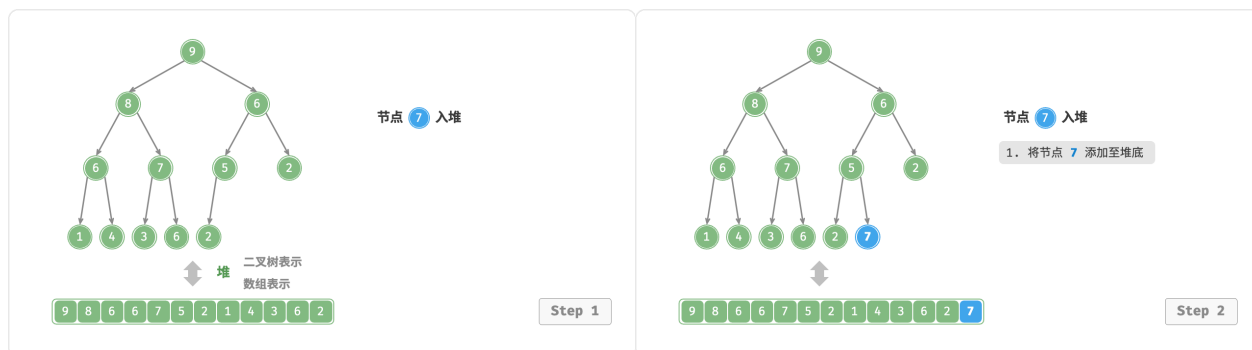 9
8 6
6 7 5 2
1 4 3 6 2
节点 7 入堆
堆 二叉树表示
数组表示
9 8 6 6 7 5 2 1 4 3 6 2
Step 1
9
8 6
6 7 5 2
1 4 3 6 2 7
节点 7 入堆
1. 将节点 7 添加至堆底
9 8 6 6 7 5 2 1 4 3 6 2 7
Step 2